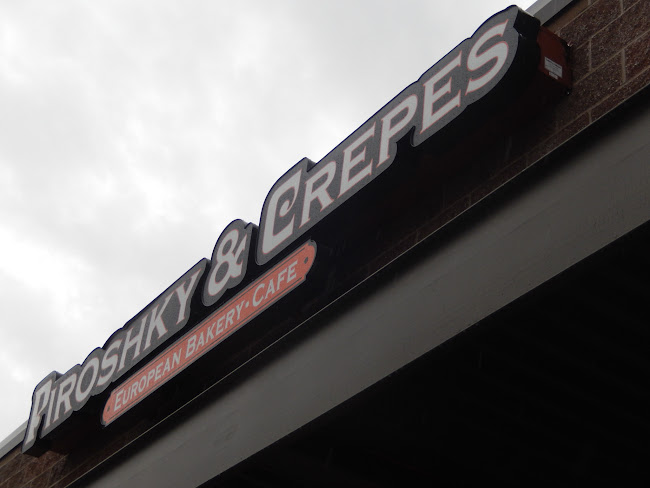 PIROSHKY & CREPES
EUROPEAN BAKERY · CAFE